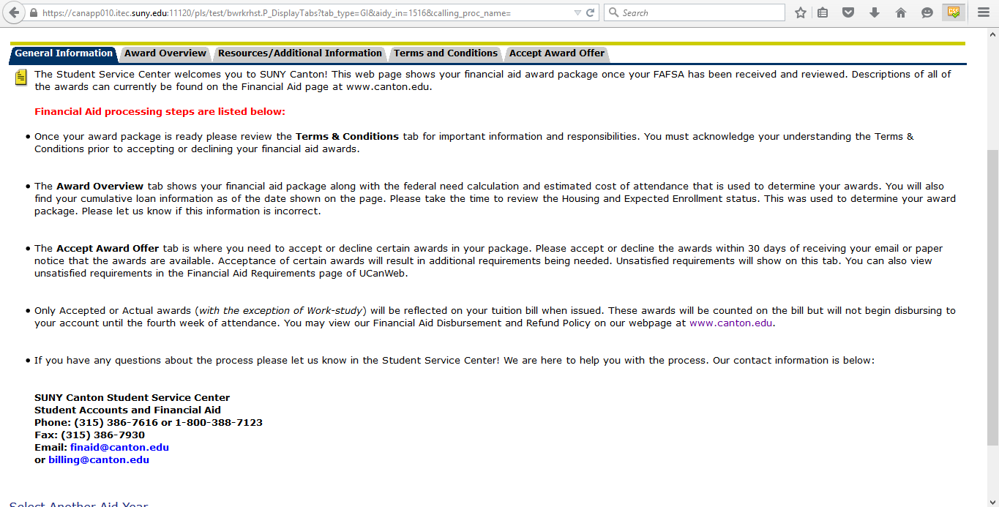 https://canapp010.itec.suny.edu:11120/pls/test/bwrkrhst.P_DisplayTabs?tab_type=GI&aidy_in=1516&calling_proc_name=
Search
General Information
Award Overview
Resources/Additional Information
Terms and Conditions
Accept Award Offer
The Student Service Center welcomes you to SUNY Canton! This web page shows your financial aid award package once your FAFSA has been received and reviewed. Descriptions of all of
the awards can currently be found on the Financial Aid page at www.canton.edu.
Financial Aid processing steps are listed below:
• Once your award package is ready please review the Terms & Conditions tab for important information and responsibilities. You must acknowledge your understanding the Terms &
Conditions prior to accepting or declining your financial aid awards.
• The Award Overview tab shows your financial aid package along with the federal need calculation and estimated cost of attendance that is used to determine your awards. You will also
find your cumulative loan information as of the date shown on the page. Please take the time to review the Housing and Expected Enrollment status. This was used to determine your award
package. Please let us know if this information is incorrect.
• The Accept Award Offer tab is where you need to accept or decline certain awards in your package. Please accept or decline the awards within 30 days of receiving your email or paper
notice that the awards are available. Acceptance of certain awards will result in additional requirements being needed. Unsatisfied requirements will show on this tab. You can also view
unsatisfied requirements in the Financial Aid Requirements page of UCanWeb.
• Only Accepted or Actual awards (with the exception of Work-study) will be reflected on your tuition bill when issued. These awards will be counted on the bill but will not begin disbursing to
your account until the fourth week of attendance. You may view our Financial Aid Disbursement and Refund Policy on our webpage at www.canton.edu.
• If you have any questions about the process please let us know in the Student Service Center! We are here to help you with the process. Our contact information is below:
SUNY Canton Student Service Center
Student Accounts and Financial Aid
Phone: (315) 386-7616 or 1-800-388-7123
Fax: (315) 386-7930
Email: finaid@canton.edu
or billing@canton.edu
Select Another Aid Year